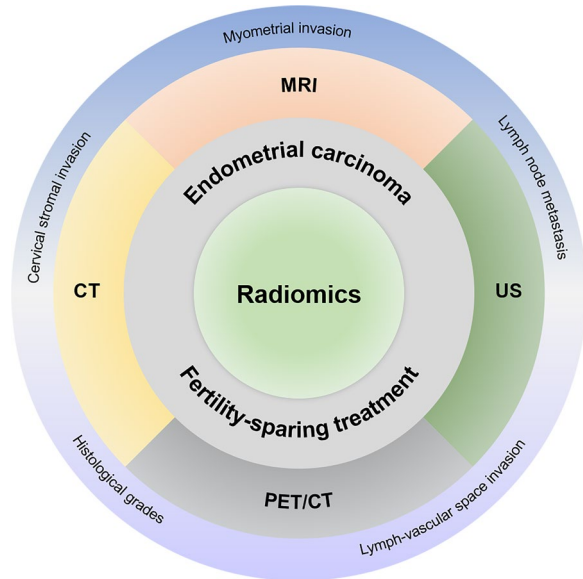 Myometrial invasion
MRI
Endometrial carcinoma
Cervical stromal invasion
Lymph node metastasis
CT
Radiomics
US
Fertility-sparing treatment
Histological grades
PET/CT
Lymph-vascular space invasion